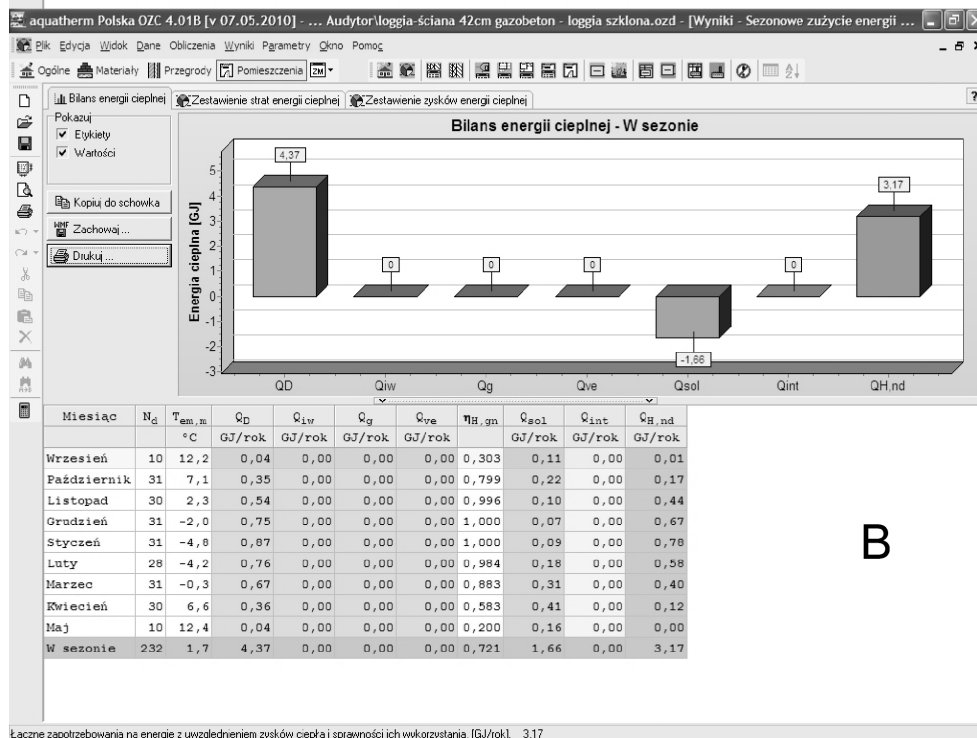 aquatherm Polska OZC 4.01B [v 07.05.2010] - ... Audytor\loggia-ściana 42cm gazobeton - loggia szklona.ozd - [Wyniki - Sezonowe zużycie energii ...
Plik Edycja Widok Dane Obliczenia Wyniki Parametry Okno Pomoc
Ogólne Materiały Przegrody Pomieszczenia ZM
Bilans energii cieplnej Zestawienie strat energii cieplnej Zestawienie zysków energii cieplnej ?
Pokazuj
Etykiety
Wartości
Kopiuj do schowka
WMF Zachowaj ...
Drukuj ...
Bilans energii cieplnej - W sezonie
Energia cieplna [GJ]
5
4
3
2
1
0
-1
-2
-3
4,37
0
0
0
-1,66
0
3,17
QD Qiw Qg Qve Qsol Qint QH,nd
Miesiąc Nd Tem,m QD Qiw Qg Qve ηH,gn Qsol Qint QH,nd
°C GJ/rok GJ/rok GJ/rok GJ/rok GJ/rok GJ/rok GJ/rok
Wrzesień 10 12,2 0,04 0,00 0,00 0,00 0,303 0,11 0,00 0,01
Październik 31 7,1 0,35 0,00 0,00 0,00 0,799 0,22 0,00 0,17
Listopad 30 2,3 0,54 0,00 0,00 0,00 0,996 0,10 0,00 0,44
Grudzień 31 -2,0 0,75 0,00 0,00 0,00 1,000 0,07 0,00 0,67
Styczeń 31 -4,8 0,87 0,00 0,00 0,00 1,000 0,09 0,00 0,78
Luty 28 -4,2 0,76 0,00 0,00 0,00 0,984 0,18 0,00 0,58
Marzec 31 -0,3 0,67 0,00 0,00 0,00 0,883 0,31 0,00 0,40
Kwiecień 30 6,6 0,36 0,00 0,00 0,00 0,583 0,41 0,00 0,12
Maj 10 12,4 0,04 0,00 0,00 0,00 0,200 0,16 0,00 0,00
W sezonie 232 1,7 4,37 0,00 0,00 0,00 0,721 1,66 0,00 3,17
B
Łączne zapotrzebowania na energię z uwzględnieniem zysków ciepła i sprawności ich wykorzystania, [GJ/rok]. 3.17